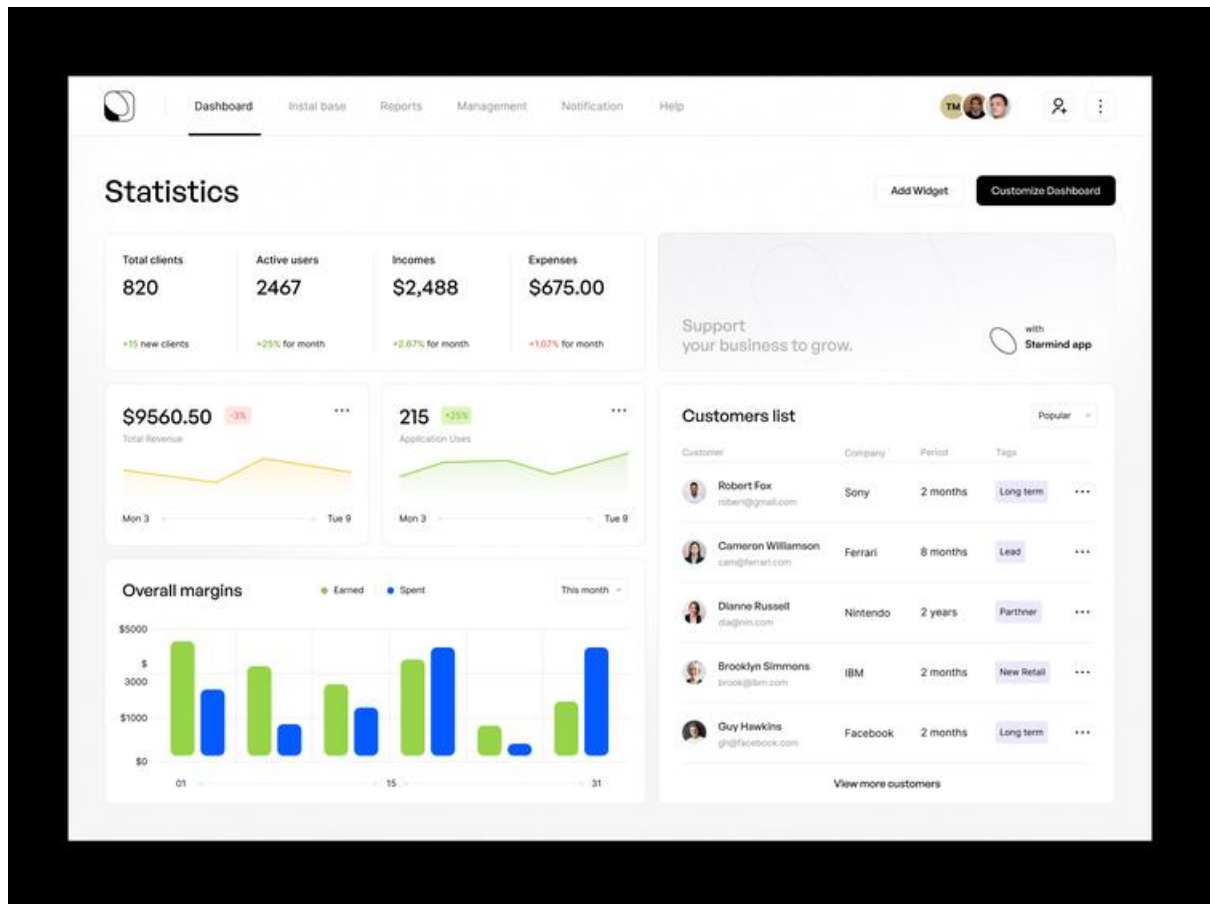 Dashboard Instal base Reports Management Notification Help TM
Statistics
Add Widget Customize Dashboard
Total clients Active users Incomes Expenses
820 2467 $2,488 $675.00
+15 new clients +25% for month +2.67% for month +1.07% for month
Support
your business to grow.
with
Stermind app
$9560.50 -3%
Total Revenue
Mon 3 Tue 9
215 +25%
Application Uses
Mon 3 Tue 9
Overall margins Earned Spent This month
$5000
$
3000
$1000
$0
01 15 31
Customers list Popular
Customer Company Period Tags
Robert Fox Sony 2 months Long term
robert@gmail.com
Cameron Williamson Ferrari 8 months Lead
cam@ferrari.com
Dianne Russell Nintendo 2 years Parthner
dia@nin.com
Brooklyn Simmons IBM 2 months New Retail
brook@ibm.com
Guy Hawkins Facebook 2 months Long term
gh@facebook.com
View more customers